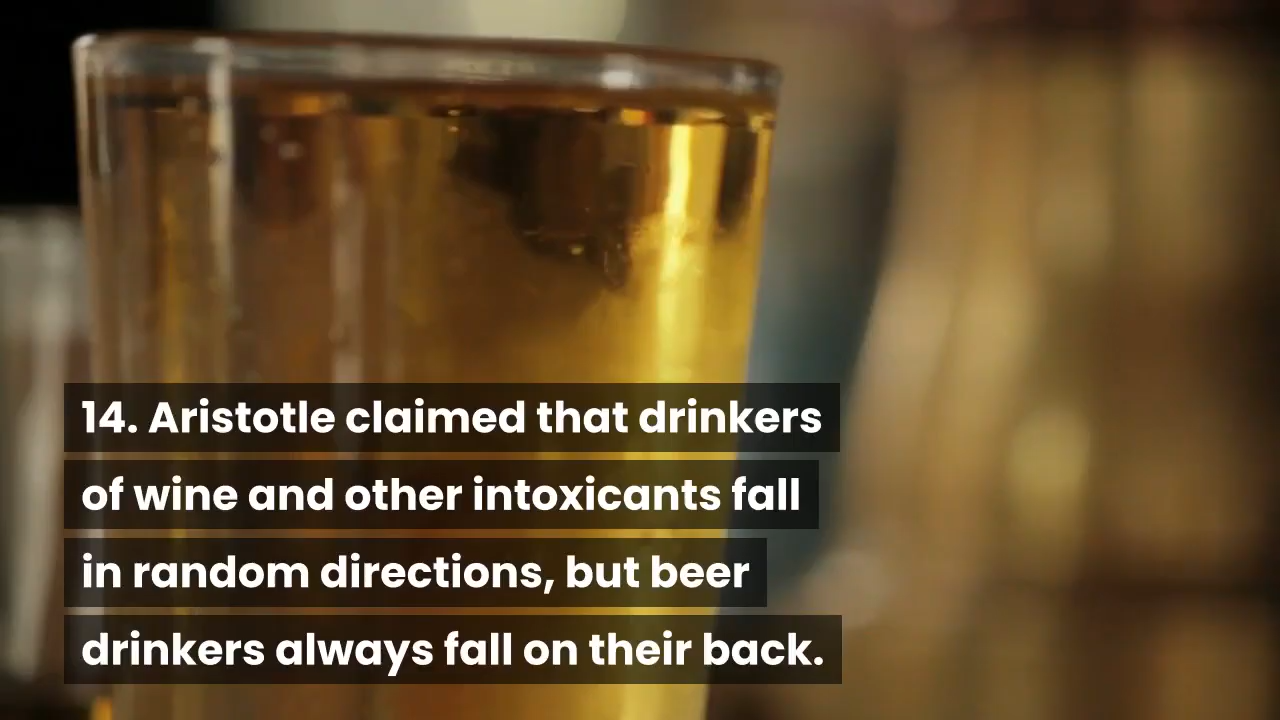 14. Aristotle claimed that drinkers
of wine and other intoxicants fall
in random directions, but beer
drinkers always fall on their back.